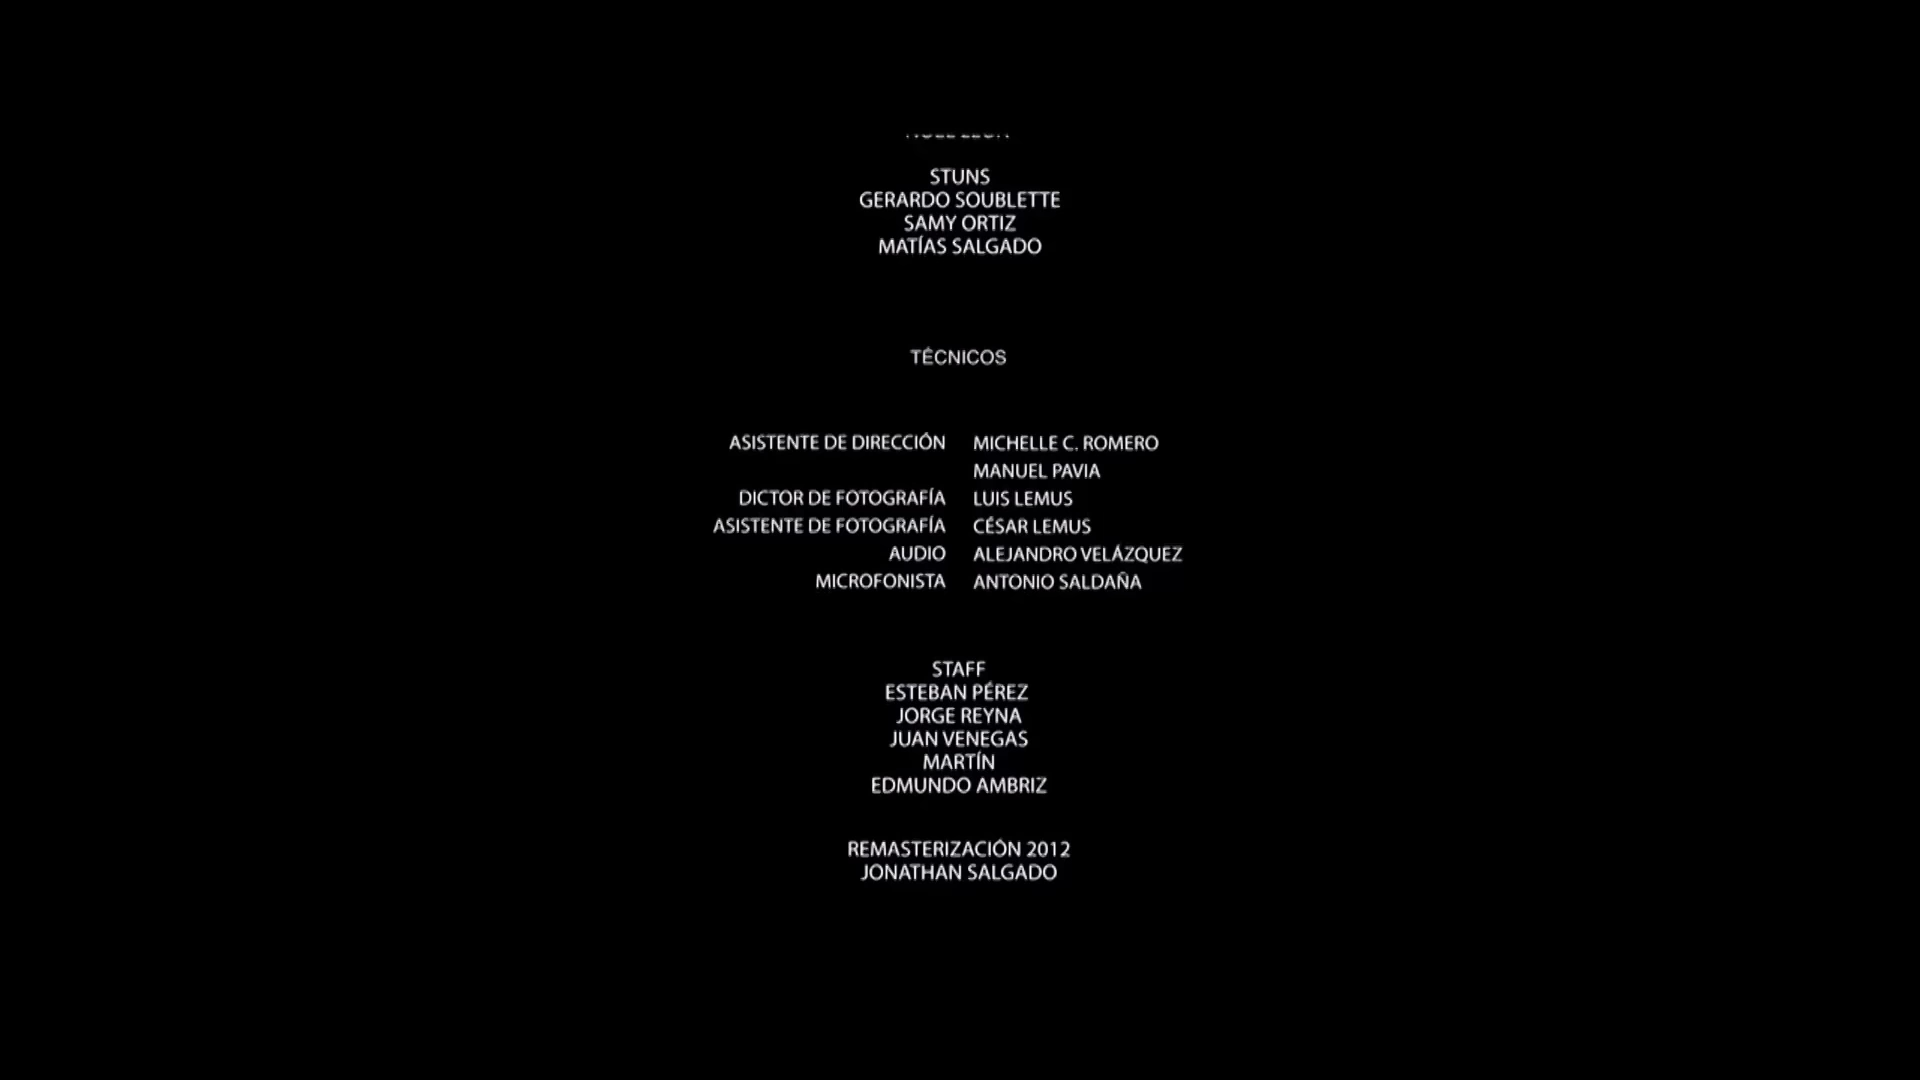 STUNS
GERARDO SOUBLETTE
SAMY ORTIZ
MATÍAS SALGADO
TÉCNICOS
ASISTENTE DE DIRECCIÓN MICHELLE C. ROMERO
MANUEL PAVIA
DICTOR DE FOTOGRAFÍA LUIS LEMUS
ASISTENTE DE FOTOGRAFÍA CÉSAR LEMUS
AUDIO ALEJANDRO VELÁZQUEZ
MICROFONISTA ANTONIO SALDAÑA
STAFF
ESTEBAN PÉREZ
JORGE REYNA
JUAN VENEGAS
MARTÍN
EDMUNDO AMBRIZ
REMASTERIZACIÓN 2012
JONATHAN SALGADO